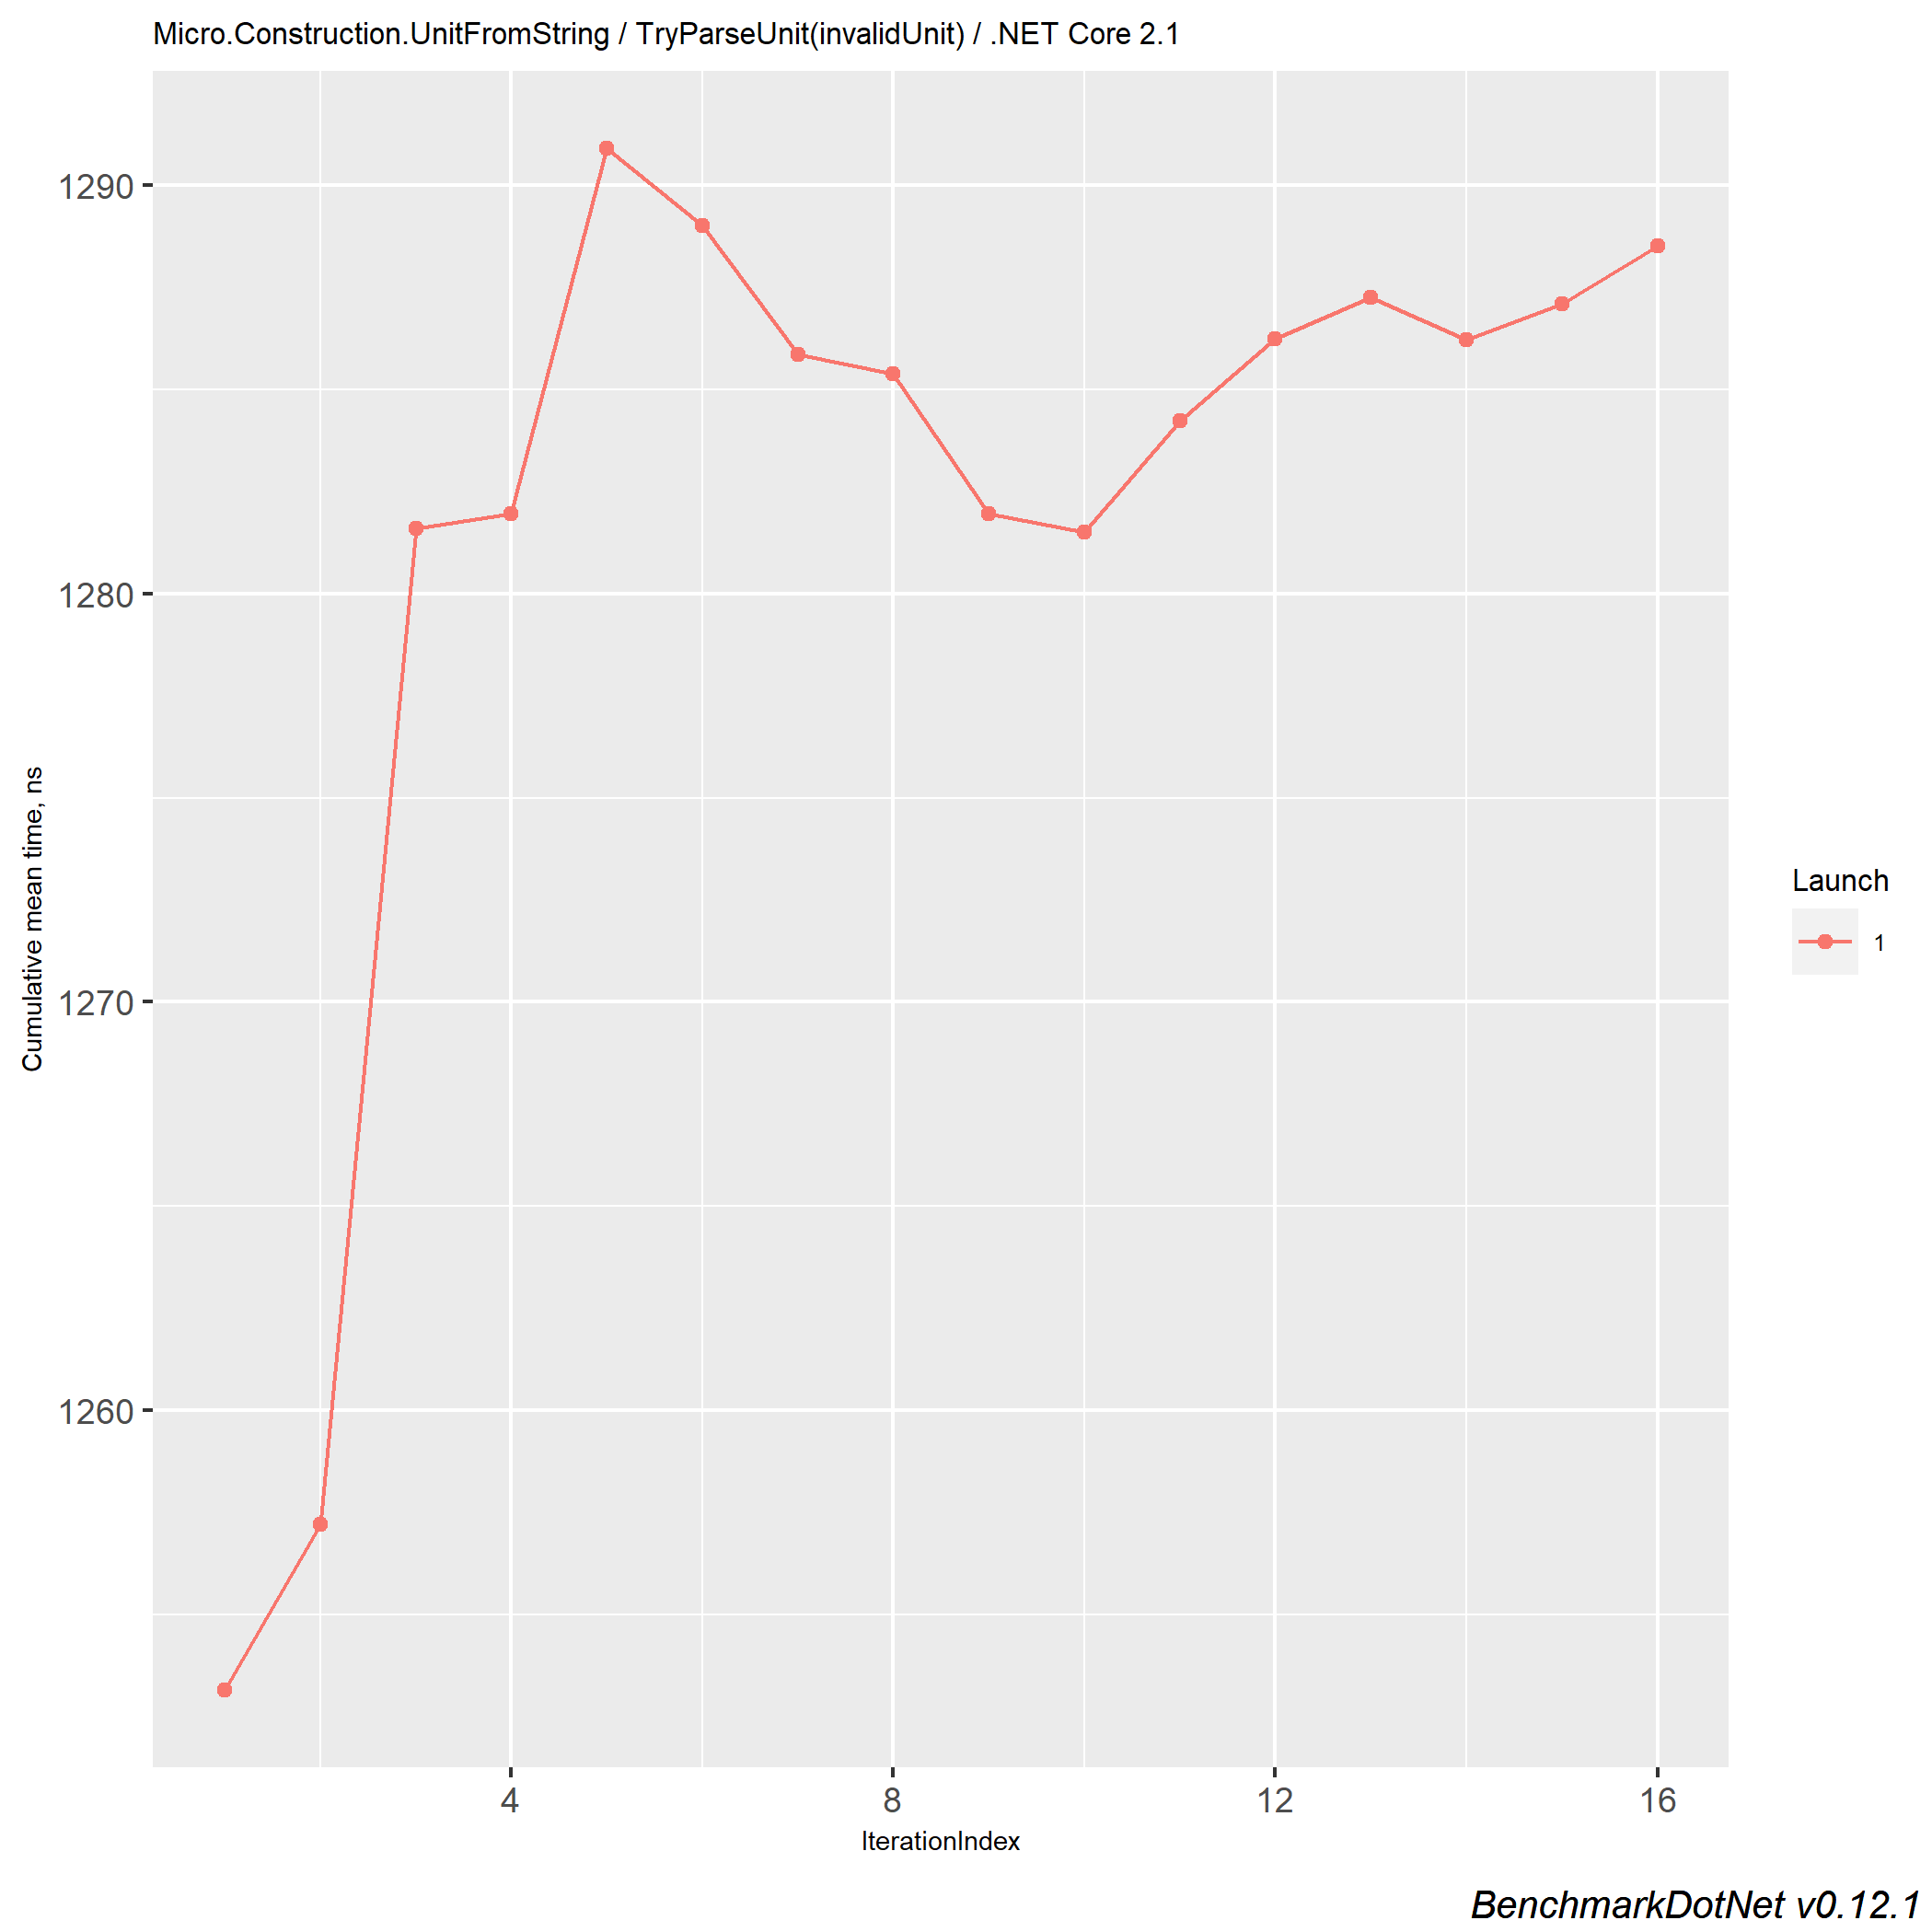 Micro.Construction.UnitFromString / TryParseUnit(invalidUnit) / .NET Core 2.1
1290
1280
1270
1260
Cumulative mean time, ns
4 8 12 16
IterationIndex
Launch
1
BenchmarkDotNet v0.12.1